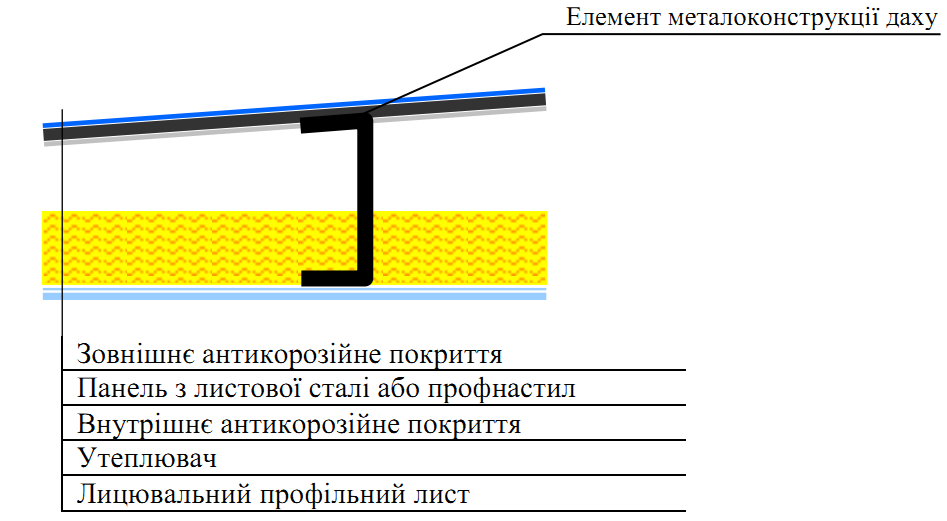 Елемент металоконструкції даху
Зовнішнє антикорозійне покриття
Панель з листової сталі або профнастил
Внутрішнє антикорозійне покриття
Утеплювач
Лицювальний профільний лист